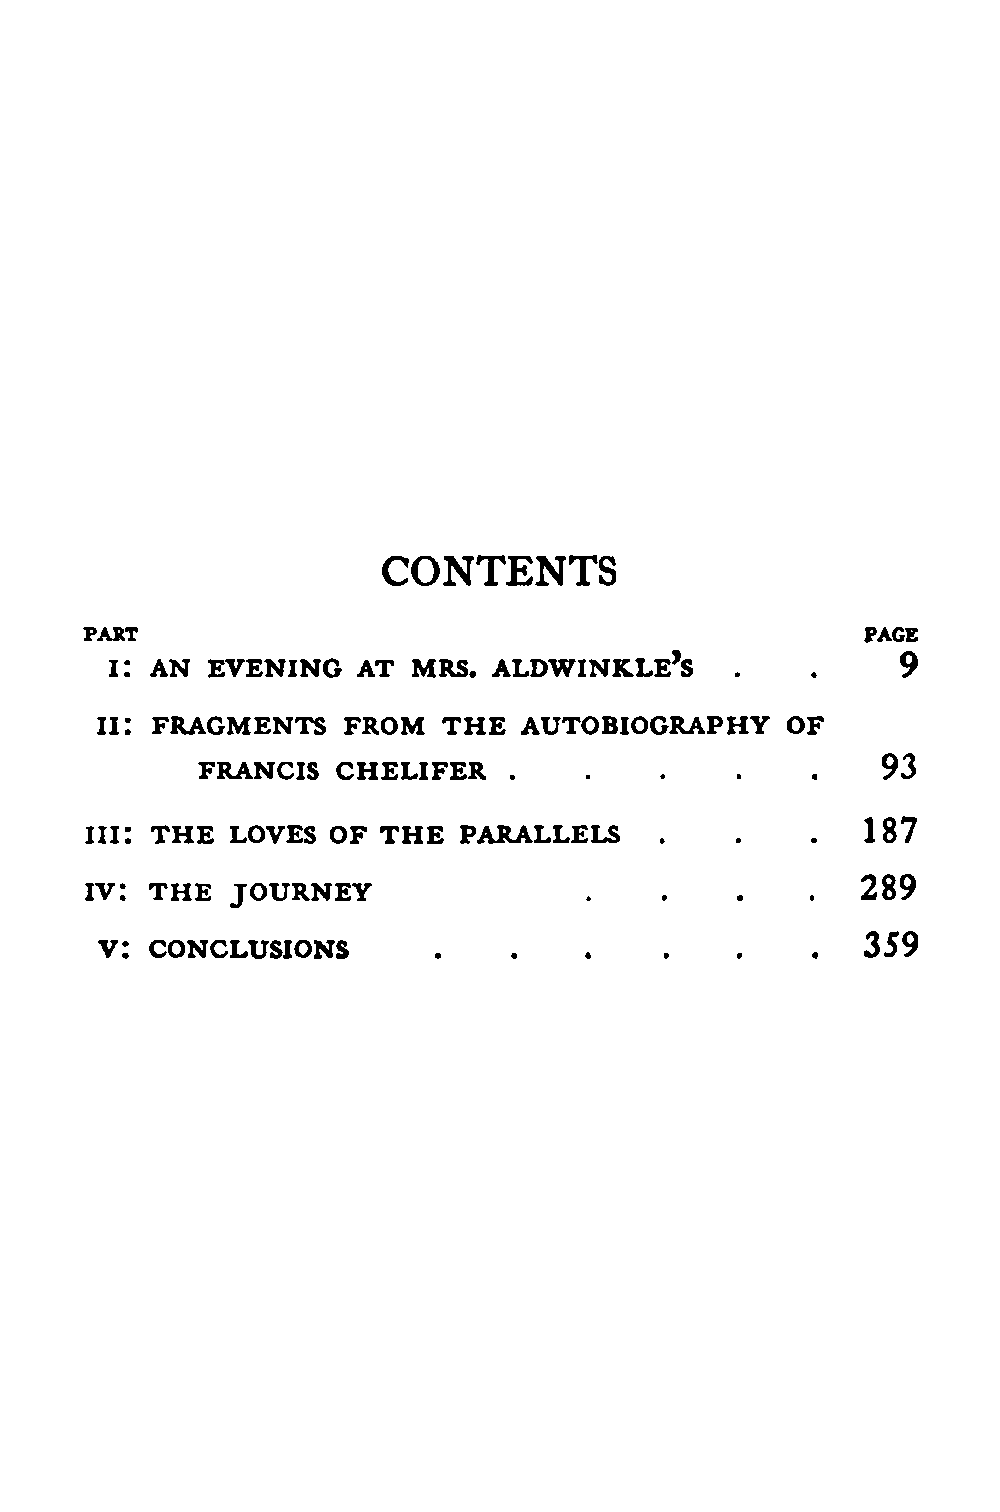 CONTENTS
PART PAGE
I: AN EVENING AT MRS. ALDWINKLE'S . . 9
II: FRAGMENTS FROM THE AUTOBIOGRAPHY OF
FRANCIS CHELIFER . . . . . 93
III: THE LOVES OF THE PARALLELS . . . 187
IV: THE JOURNEY . . . . 289
V: CONCLUSIONS . . . . . . 359